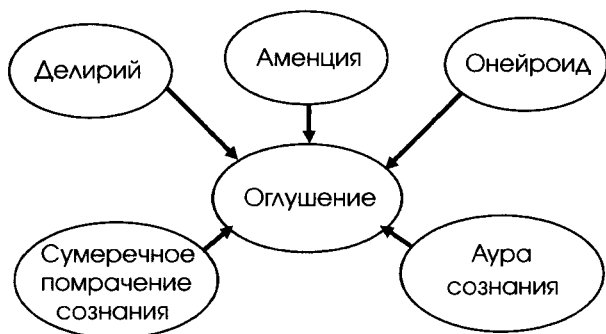 Делирий
Аменция
Онейроид
Оглушение
Сумеречное
помрачение
сознания
Аура
сознания